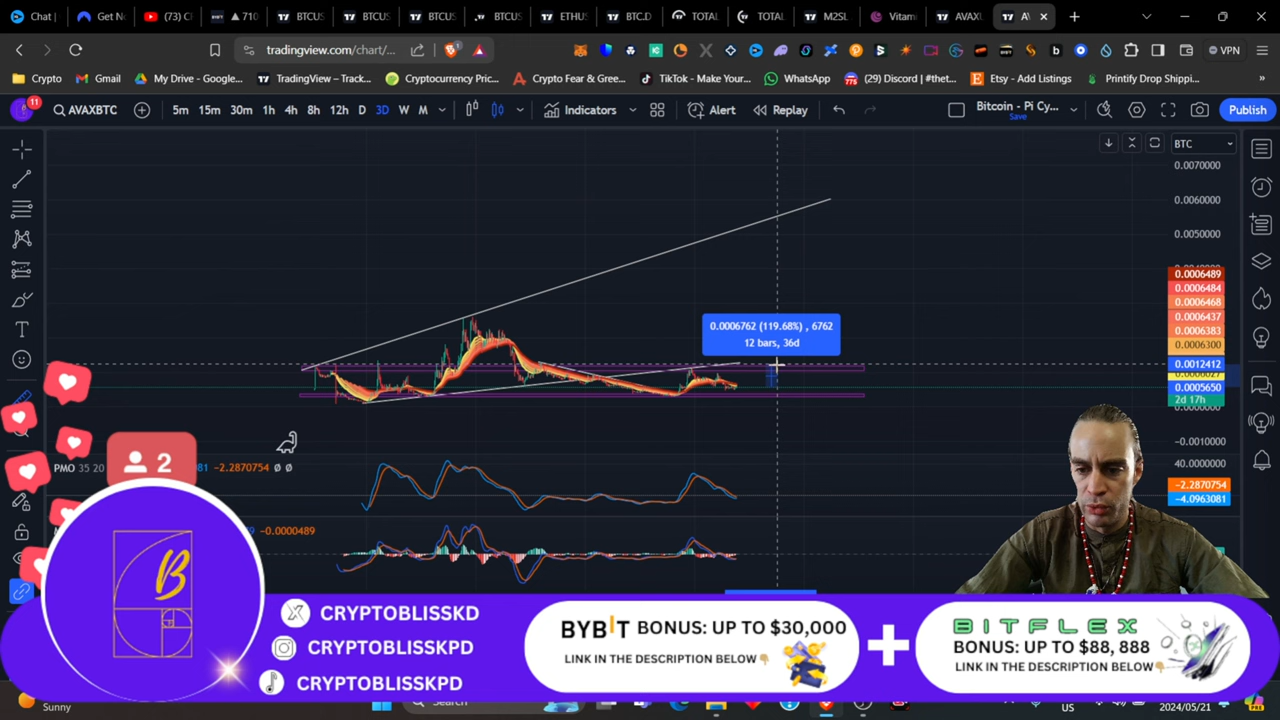 Chat |
Get N
(73) C
▲ 710
BTCUS
BTCUS
BTCUS
BTCUS
ETHUS
BTC.D
TOTAL
TOTAL
M2SL
Vitam
AVAX
AV
tradingview.com/chart/...
VPN
Crypto
Gmail
My Drive - Google...
TradingView – Track...
Cryptocurrency Pric...
Crypto Fear & Gree...
TikTok - Make Your...
WhatsApp
(29) Discord | #thet...
Etsy - Add Listings
Printify Drop Shippi...
11
AVAXBTC
5m 15m 30m 1h 4h 8h 12h D 3D W M
Indicators
Alert
Replay
Bitcoin - Pi Cy...
Save
Publish
BTC
0.0070000
0.0060000
0.0050000
0.0006489
0.0006484
0.0006468
0.0006437
0.0006383
0.0006300
0.0012412
0.0005650
2d 17h
0.0000000
-0.0010000
0.0006762 (119.68%) , 6762
12 bars, 36d
2
PMO 35 20
81 -2.2870754 Ø Ø
40.0000000
-2.2870754
-4.0963081
-0.0000489
B
CRYPTOBLISSKD
CRYPTOBLISSKPD
CRYPTOBLISSKPD
BYBIT BONUS: UP TO $30,000
LINK IN THE DESCRIPTION BELOW
BITFLEX
BONUS: UP TO $88, 888
LINK IN THE DESCRIPTION BELOW
Sunny
Search
US
2024/05/21